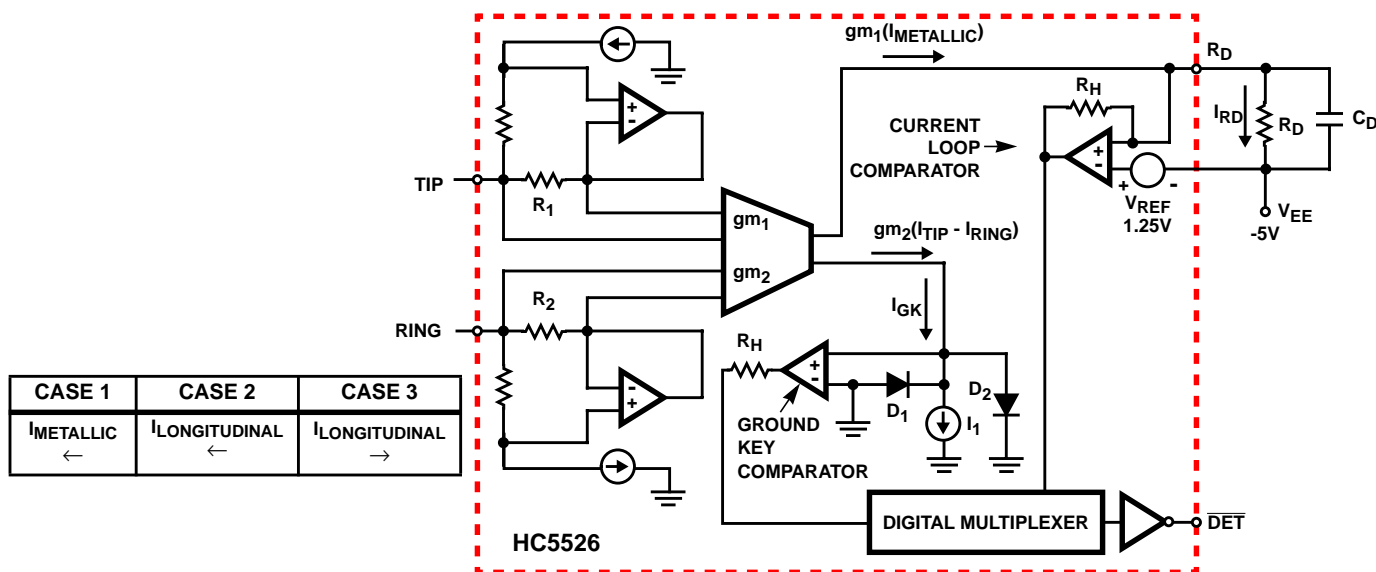 gm1(IMETALLIC)
RD
RH
IRD
RD
CD
CURRENT
LOOP
COMPARATOR
+
-
+
-
VREF
1.25V
VEE
-5V
+
-
TIP
R1
gm1
gm2
gm2(ITIP - IRING)
IGK
R2
RING
-
+
RH
+
-
D1
D2
I1
GROUND
KEY
COMPARATOR
CASE 1 CASE 2 CASE 3
IMETALLIC ILONGITUDINAL ILONGITUDINAL
← ← →
DIGITAL MULTIPLEXER
DET
HC5526